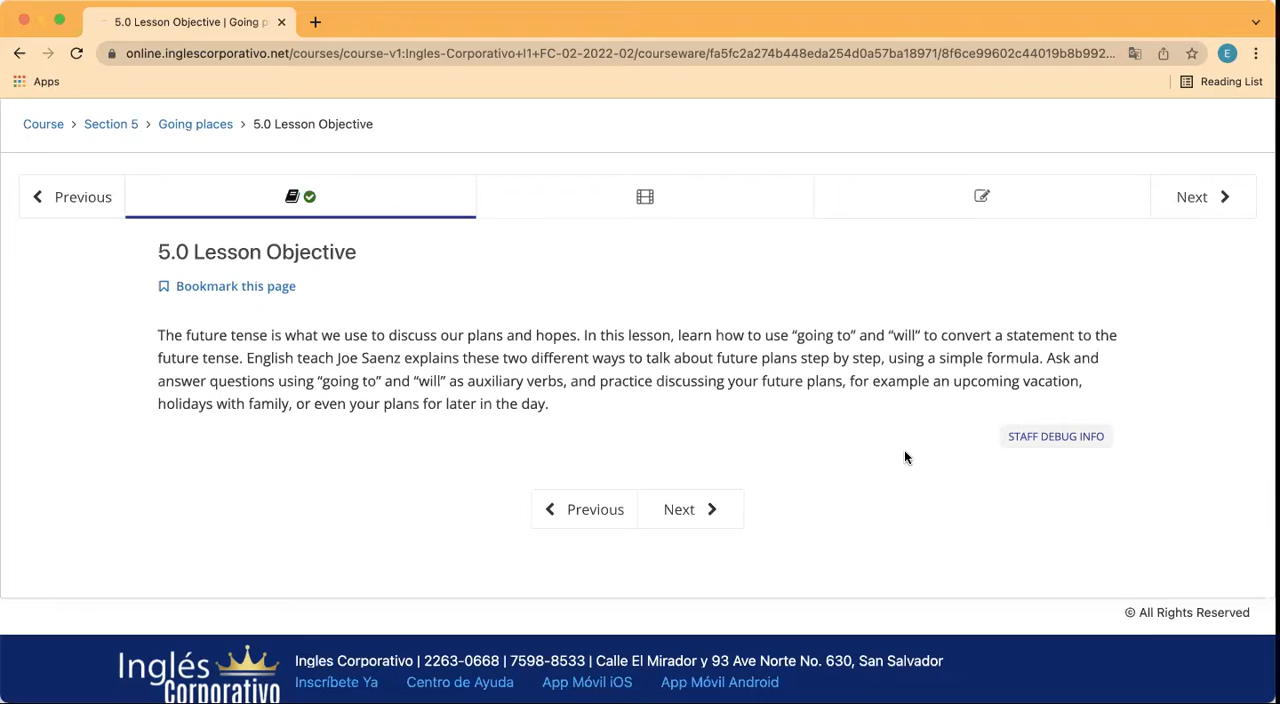 5.0 Lesson Objective | Going p
online.inglescorporativo.net/courses/course-v1:Ingles-Corporativo+I1+FC-02-2022-02/courseware/fa5fc2a274b448eda254d0a57ba18971/8f6ce99602c44019b8b992...
E
Apps
Reading List
Course > Section 5 > Going places > 5.0 Lesson Objective
Previous
Next
5.0 Lesson Objective
Bookmark this page
The future tense is what we use to discuss our plans and hopes. In this lesson, learn how to use “going to” and “will” to convert a statement to the
future tense. English teach Joe Saenz explains these two different ways to talk about future plans step by step, using a simple formula. Ask and
answer questions using “going to” and “will” as auxiliary verbs, and practice discussing your future plans, for example an upcoming vacation,
holidays with family, or even your plans for later in the day.
STAFF DEBUG INFO
Previous Next
© All Rights Reserved
Inglés
Corporativo
Ingles Corporativo | 2263-0668 | 7598-8533 | Calle El Mirador y 93 Ave Norte No. 630, San Salvador
Inscríbete Ya Centro de Ayuda App Móvil iOS App Móvil Android